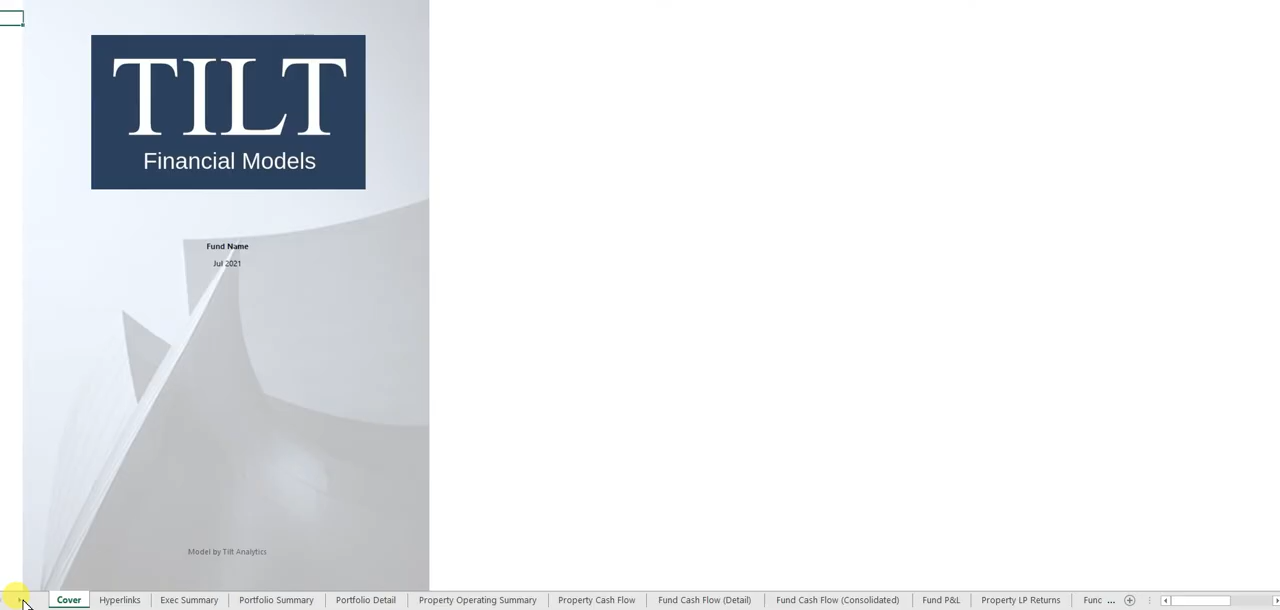 TILT
Financial Models
Fund Name
Jul 2021
Model by Tilt Analytics
Cover
Hyperlinks
Exec Summary
Portfolio Summary
Portfolio Detail
Property Operating Summary
Property Cash Flow
Fund Cash Flow (Detail)
Fund Cash Flow (Consolidated)
Fund P&L
Property LP Returns
Func ...